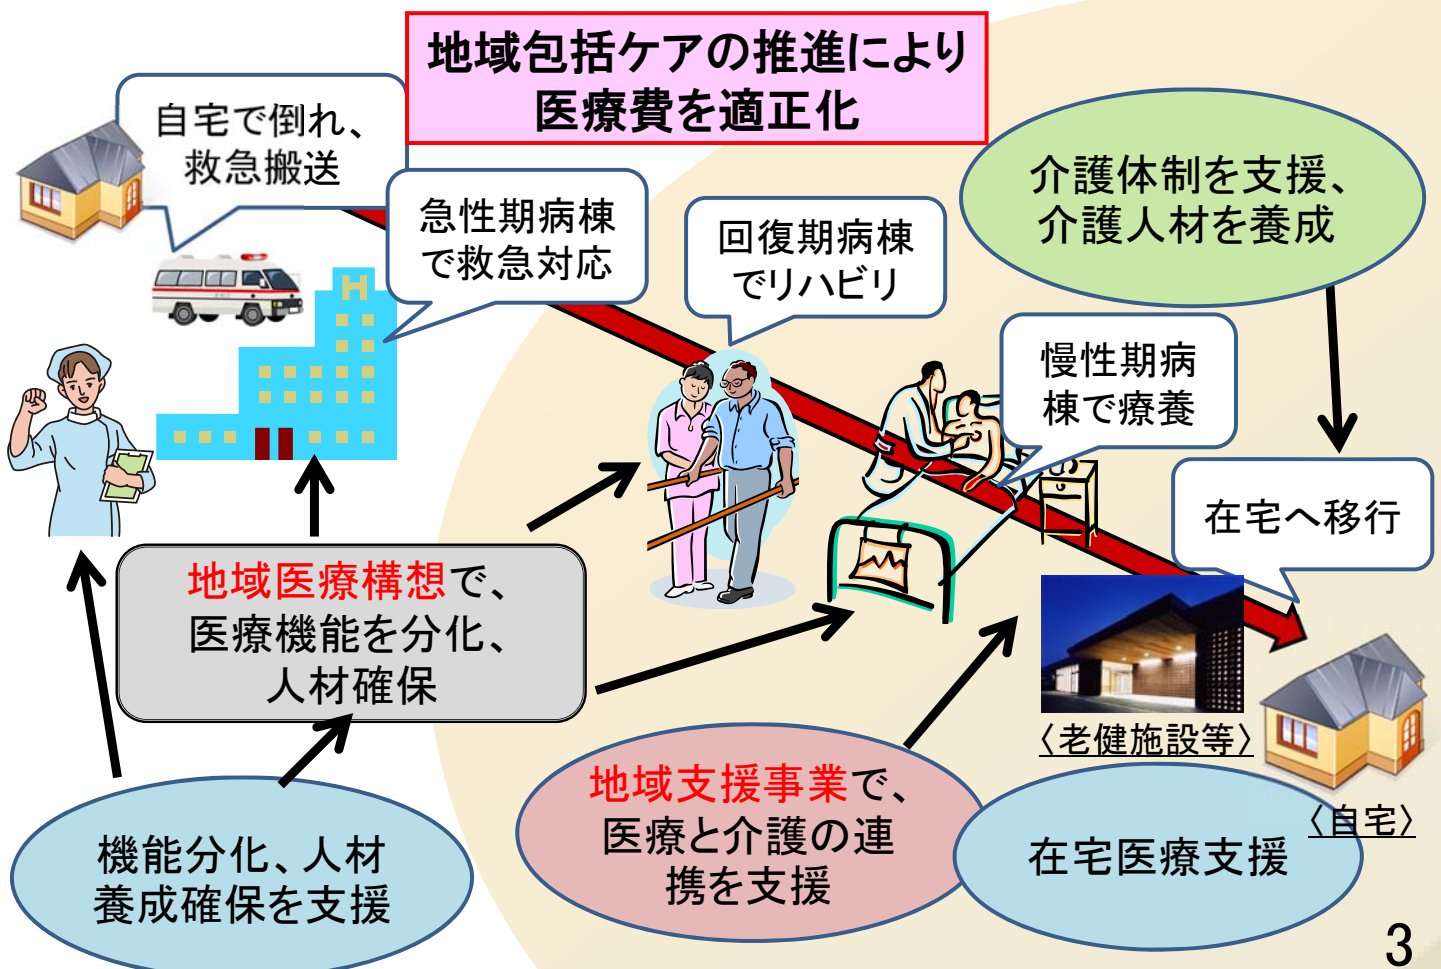 地域包括ケアの推進により
医療費を適正化
自宅で倒れ、
救急搬送
急性期病棟
で救急対応
回復期病棟
でリハビリ
介護体制を支援、
介護人材を養成
慢性期病
棟で療養
在宅へ移行
H
地域医療構想で、
医療機能を分化、
人材確保
〈老健施設等〉
〈自宅〉
機能分化、人材
養成確保を支援
地域支援事業で、
医療と介護の連
携を支援
在宅医療支援
3